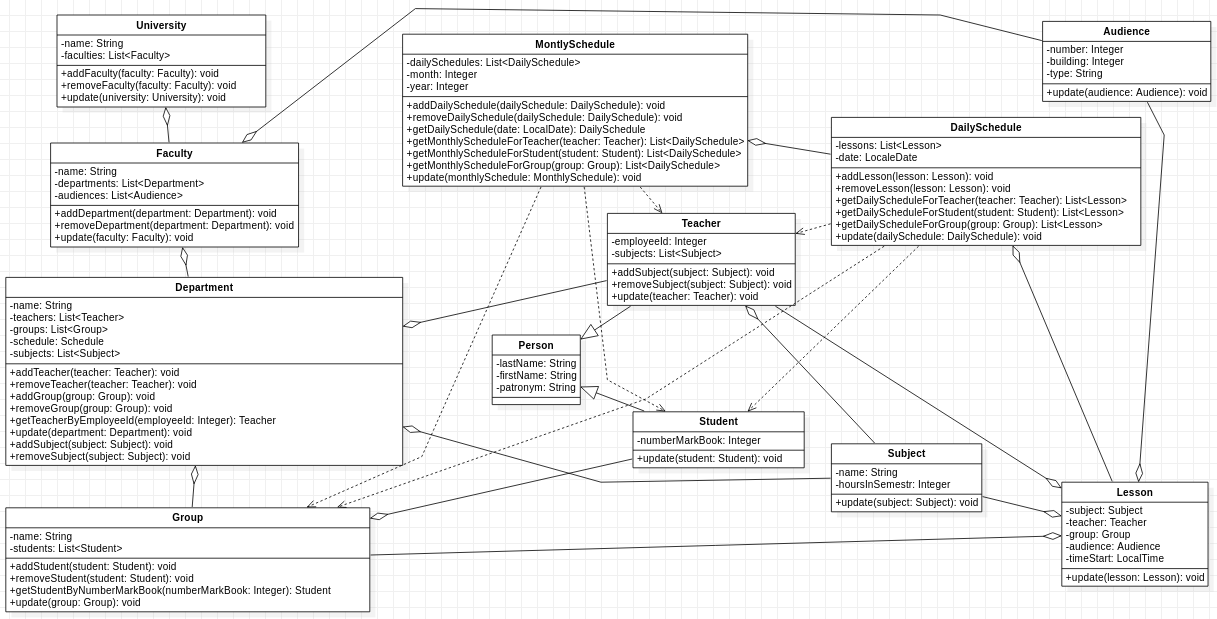 University
-name: String
-faculties: List<Faculty>
+addFaculty(faculty: Faculty): void
+removeFaculty(faculty: Faculty): void
+update(university: University): void
MontlySchedule
-dailySchedules: List<DailySchedule>
-month: Integer
-year: Integer
+addDailySchedule(dailySchedule: DailySchedule): void
+removeDailySchedule(dailySchedule: DailySchedule): void
+getDailySchedule(date: LocalDate): DailySchedule
+getMonthlyScheduleForTeacher(teacher: Teacher): List<DailySchedule>
+getMonthlyScheduleForStudent(student: Student): List<DailySchedule>
+getMonthlyScheduleForGroup(group: Group): List<DailySchedule>
+update(monthlySchedule: MonthlySchedule): void
Audience
-number: Integer
-building: Integer
-type: String
+update(audience: Audience): void
DailySchedule
-lessons: List<Lesson>
-date: LocaleDate
+addLesson(lesson: Lesson): void
+removeLesson(lesson: Lesson): void
+getDailyScheduleForTeacher(teacher: Teacher): List<Lesson>
+getDailyScheduleForStudent(student: Student): List<Lesson>
+getDailyScheduleForGroup(group: Group): List<Lesson>
+update(dailySchedule: DailySchedule): void
Faculty
-name: String
-departments: List<Department>
-audiences: List<Audience>
+addDepartment(department: Department): void
+removeDepartment(department: Department): void
+update(faculty: Faculty): void
Teacher
-employeeId: Integer
-subjects: List<Subject>
+addSubject(subject: Subject): void
+removeSubject(subject: Subject): void
+update(teacher: Teacher): void
Department
-name: String
-teachers: List<Teacher>
-groups: List<Group>
-schedule: Schedule
-subjects: List<Subject>
+addTeacher(teacher: Teacher): void
+removeTeacher(teacher: Teacher): void
+addGroup(group: Group): void
+removeGroup(group: Group): void
+getTeacherByEmployeeId(employeeId: Integer): Teacher
+update(department: Department): void
+addSubject(subject: Subject): void
+removeSubject(subject: Subject): void
Person
-lastName: String
-firstName: String
-patronym: String
Student
-numberMarkBook: Integer
+update(student: Student): void
Subject
-name: String
-hoursInSemestr: Integer
+update(subject: Subject): void
Lesson
-subject: Subject
-teacher: Teacher
-group: Group
-audience: Audience
-timeStart: LocalTime
+update(lesson: Lesson): void
Group
-name: String
-students: List<Student>
+addStudent(student: Student): void
+removeStudent(student: Student): void
+getStudentByNumberMarkBook(numberMarkBook: Integer): Student
+update(group: Group): void